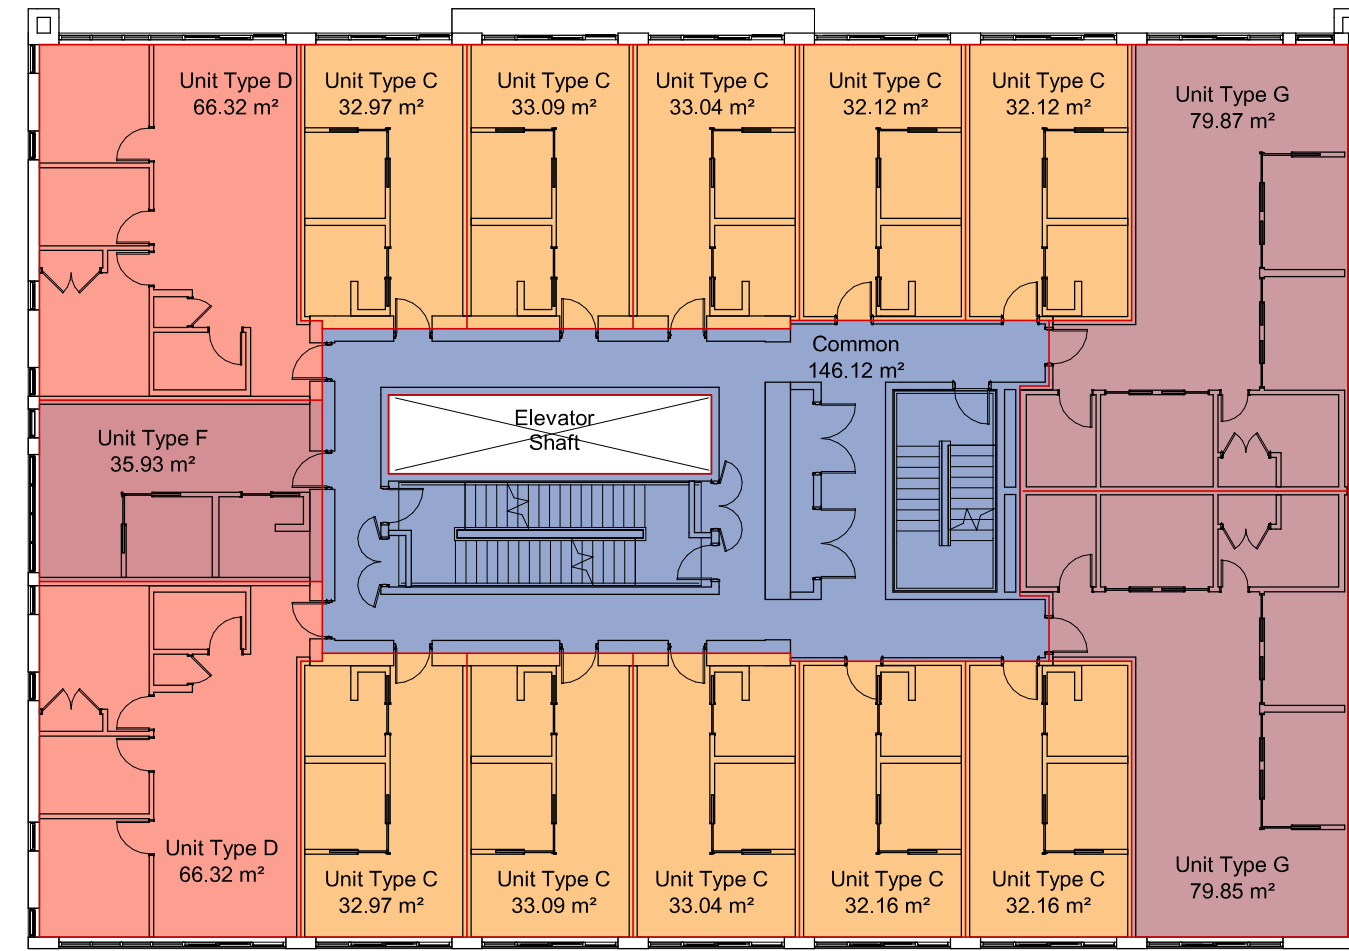 Unit Type D
66.32 m²
Unit Type C
32.97 m²
Unit Type C
33.09 m²
Unit Type C
33.04 m²
Unit Type C
32.12 m²
Unit Type C
32.12 m²
Unit Type G
79.87 m²
Common
146.12 m²
Elevator
Shaft
Unit Type F
35.93 m²
Unit Type D
66.32 m²
Unit Type C
32.97 m²
Unit Type C
33.09 m²
Unit Type C
33.04 m²
Unit Type C
32.16 m²
Unit Type C
32.16 m²
Unit Type G
79.85 m²